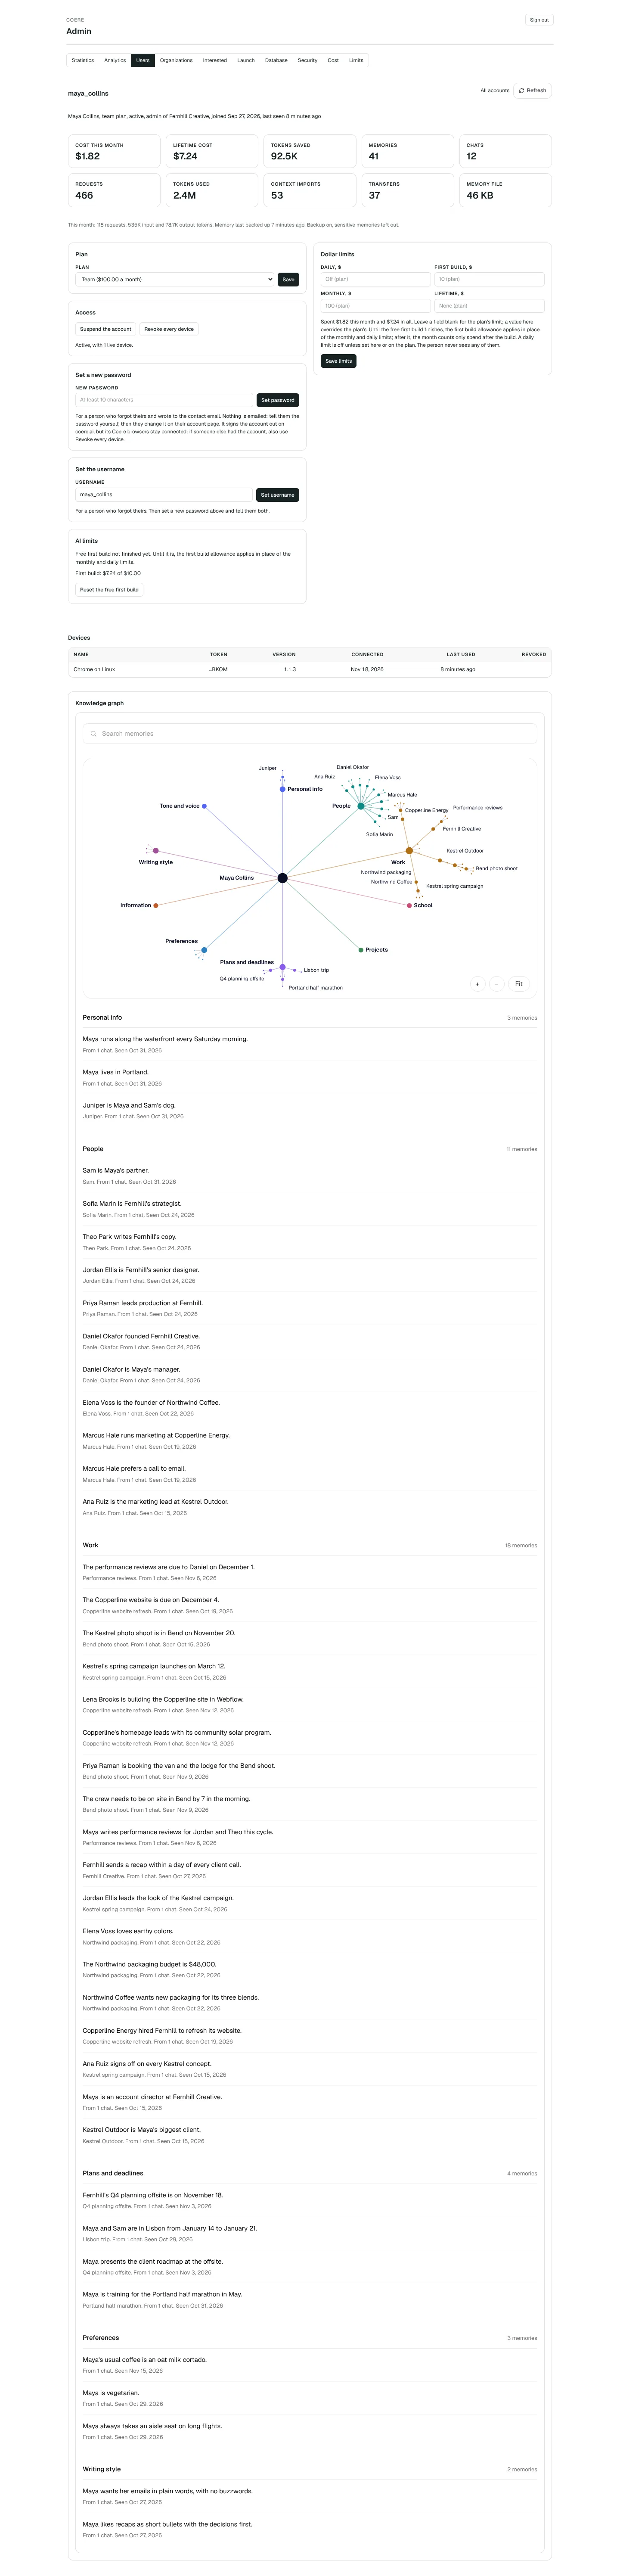 COERE
Admin
Sign out
Statistics
Analytics
Users
Organizations
Interested
Launch
Database
Security
Cost
Limits
maya_collins
All accounts
Refresh
Maya Collins, team plan, active, admin of Fernhill Creative, joined Sep 27, 2026, last seen 8 minutes ago
COST THIS MONTH
$1.82
LIFETIME COST
$7.24
TOKENS SAVED
92.5K
MEMORIES
41
CHATS
12
REQUESTS
466
TOKENS USED
2.4M
CONTEXT IMPORTS
53
TRANSFERS
37
MEMORY FILE
46 KB
This month: 118 requests, 535K input and 78.7K output tokens. Memory last backed up 7 minutes ago. Backup on, sensitive memories left out.
Plan
PLAN
Team ($100.00 a month)
Save
Access
Suspend the account
Revoke every device
Active, with 1 live device.
Set a new password
NEW PASSWORD
At least 10 characters
Set password
For a person who forgot theirs and wrote to the contact email. Nothing is emailed: tell them the
password yourself, then they change it on their account page. It signs the account out on
coere.ai, but its Coere browsers stay connected: if someone else had the account, also use
Revoke every device.
Set the username
USERNAME
maya_collins
Set username
For a person who forgot theirs. Then set a new password above and tell them both.
AI limits
Free first build not finished yet. Until it is, the first build allowance applies in place of the
monthly and daily limits.
First build: $7.24 of $10.00
Reset the free first build
Dollar limits
DAILY, $
Off (plan)
FIRST BUILD, $
10 (plan)
MONTHLY, $
100 (plan)
LIFETIME, $
None (plan)
Spent $1.82 this month and $7.24 in all. Leave a field blank for the plan's limit; a value here
overrides the plan's. Until the free first build finishes, the first build allowance applies in place
of the monthly and daily limits; after it, the month counts only spend after the build. A daily
limit is off unless set here or on the plan. The person never sees any of them.
Save limits
Devices
NAME
TOKEN
VERSION
CONNECTED
LAST USED
REVOKED
Chrome on Linux
…BKOM
1.1.3
Nov 18, 2026
8 minutes ago
Knowledge graph
Search memories
Juniper
Personal info
Daniel Okafor
Ana Ruiz
Elena Voss
People
Marcus Hale
Copperline Energy
Performance reviews
Sam
Fernhill Creative
Sofia Marin
Tone and voice
Writing style
Work
Kestrel Outdoor
Bend photo shoot
Northwind packaging
Northwind Coffee
Kestrel spring campaign
Maya Collins
Information
School
Preferences
Projects
Plans and deadlines
Lisbon trip
Q4 planning offsite
Portland half marathon
+
−
Fit
Personal info
3 memories
Maya runs along the waterfront every Saturday morning.
From 1 chat. Seen Oct 31, 2026
Maya lives in Portland.
From 1 chat. Seen Oct 31, 2026
Juniper is Maya and Sam's dog.
Juniper. From 1 chat. Seen Oct 31, 2026
People
11 memories
Sam is Maya's partner.
Sam. From 1 chat. Seen Oct 31, 2026
Sofia Marin is Fernhill's strategist.
Sofia Marin. From 1 chat. Seen Oct 24, 2026
Theo Park writes Fernhill's copy.
Theo Park. From 1 chat. Seen Oct 24, 2026
Jordan Ellis is Fernhill's senior designer.
Jordan Ellis. From 1 chat. Seen Oct 24, 2026
Priya Raman leads production at Fernhill.
Priya Raman. From 1 chat. Seen Oct 24, 2026
Daniel Okafor founded Fernhill Creative.
Daniel Okafor. From 1 chat. Seen Oct 24, 2026
Daniel Okafor is Maya's manager.
Daniel Okafor. From 1 chat. Seen Oct 24, 2026
Elena Voss is the founder of Northwind Coffee.
Elena Voss. From 1 chat. Seen Oct 22, 2026
Marcus Hale runs marketing at Copperline Energy.
Marcus Hale. From 1 chat. Seen Oct 19, 2026
Marcus Hale prefers a call to email.
Marcus Hale. From 1 chat. Seen Oct 19, 2026
Ana Ruiz is the marketing lead at Kestrel Outdoor.
Ana Ruiz. From 1 chat. Seen Oct 15, 2026
Work
18 memories
The performance reviews are due to Daniel on December 1.
Performance reviews. From 1 chat. Seen Nov 6, 2026
The Copperline website is due on December 4.
Copperline website refresh. From 1 chat. Seen Oct 19, 2026
The Kestrel photo shoot is in Bend on November 20.
Bend photo shoot. From 1 chat. Seen Oct 15, 2026
Kestrel's spring campaign launches on March 12.
Kestrel spring campaign. From 1 chat. Seen Oct 15, 2026
Lena Brooks is building the Copperline site in Webflow.
Copperline website refresh. From 1 chat. Seen Nov 12, 2026
Copperline's homepage leads with its community solar program.
Copperline website refresh. From 1 chat. Seen Nov 12, 2026
Priya Raman is booking the van and the lodge for the Bend shoot.
Bend photo shoot. From 1 chat. Seen Nov 9, 2026
The crew needs to be on site in Bend by 7 in the morning.
Bend photo shoot. From 1 chat. Seen Nov 9, 2026
Maya writes performance reviews for Jordan and Theo this cycle.
Performance reviews. From 1 chat. Seen Nov 6, 2026
Fernhill sends a recap within a day of every client call.
Fernhill Creative. From 1 chat. Seen Oct 27, 2026
Jordan Ellis leads the look of the Kestrel campaign.
Kestrel spring campaign. From 1 chat. Seen Oct 24, 2026
Elena Voss loves earthy colors.
Northwind packaging. From 1 chat. Seen Oct 22, 2026
The Northwind packaging budget is $48,000.
Northwind packaging. From 1 chat. Seen Oct 22, 2026
Northwind Coffee wants new packaging for its three blends.
Northwind packaging. From 1 chat. Seen Oct 22, 2026
Copperline Energy hired Fernhill to refresh its website.
Copperline website refresh. From 1 chat. Seen Oct 19, 2026
Ana Ruiz signs off on every Kestrel concept.
Kestrel spring campaign. From 1 chat. Seen Oct 15, 2026
Maya is an account director at Fernhill Creative.
From 1 chat. Seen Oct 15, 2026
Kestrel Outdoor is Maya's biggest client.
Kestrel Outdoor. From 1 chat. Seen Oct 15, 2026
Plans and deadlines
4 memories
Fernhill's Q4 planning offsite is on November 18.
Q4 planning offsite. From 1 chat. Seen Nov 3, 2026
Maya and Sam are in Lisbon from January 14 to January 21.
Lisbon trip. From 1 chat. Seen Oct 29, 2026
Maya presents the client roadmap at the offsite.
Q4 planning offsite. From 1 chat. Seen Nov 3, 2026
Maya is training for the Portland half marathon in May.
Portland half marathon. From 1 chat. Seen Oct 31, 2026
Preferences
3 memories
Maya's usual coffee is an oat milk cortado.
From 1 chat. Seen Nov 15, 2026
Maya is vegetarian.
From 1 chat. Seen Oct 29, 2026
Maya always takes an aisle seat on long flights.
From 1 chat. Seen Oct 29, 2026
Writing style
2 memories
Maya wants her emails in plain words, with no buzzwords.
From 1 chat. Seen Oct 27, 2026
Maya likes recaps as short bullets with the decisions first.
From 1 chat. Seen Oct 27, 2026